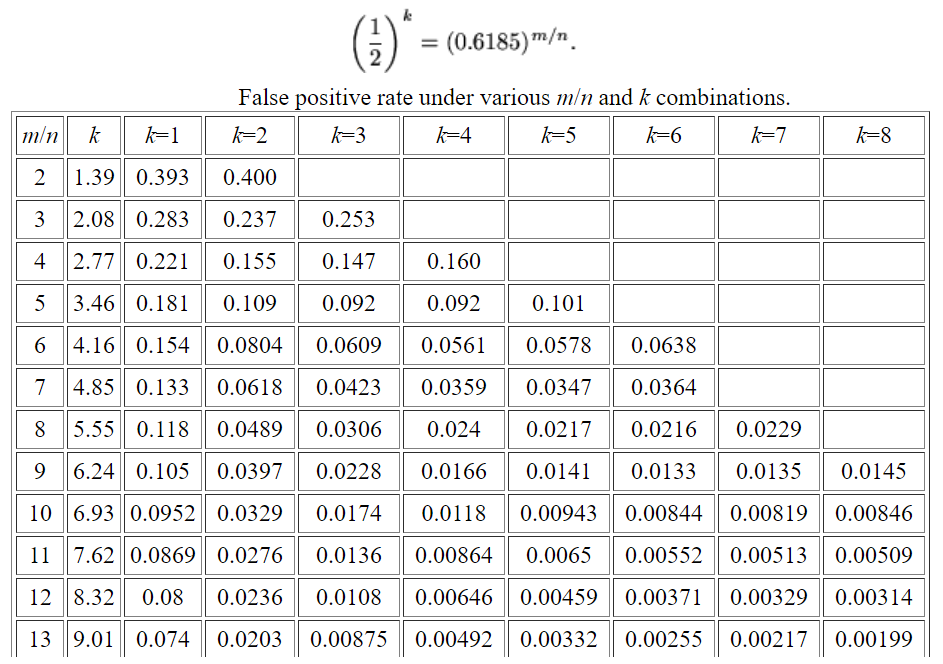 (1/2)^k = (0.6185)^m/n.
False positive rate under various m/n and k combinations.
m/n k k=1 k=2 k=3 k=4 k=5 k=6 k=7 k=8
2 1.39 0.393 0.400
3 2.08 0.283 0.237 0.253
4 2.77 0.221 0.155 0.147 0.160
5 3.46 0.181 0.109 0.092 0.092 0.101
6 4.16 0.154 0.0804 0.0609 0.0561 0.0578 0.0638
7 4.85 0.133 0.0618 0.0423 0.0359 0.0347 0.0364
8 5.55 0.118 0.0489 0.0306 0.024 0.0217 0.0216 0.0229
9 6.24 0.105 0.0397 0.0228 0.0166 0.0141 0.0133 0.0135 0.0145
10 6.93 0.0952 0.0329 0.0174 0.0118 0.00943 0.00844 0.00819 0.00846
11 7.62 0.0869 0.0276 0.0136 0.00864 0.0065 0.00552 0.00513 0.00509
12 8.32 0.08 0.0236 0.0108 0.00646 0.00459 0.00371 0.00329 0.00314
13 9.01 0.074 0.0203 0.00875 0.00492 0.00332 0.00255 0.00217 0.00199